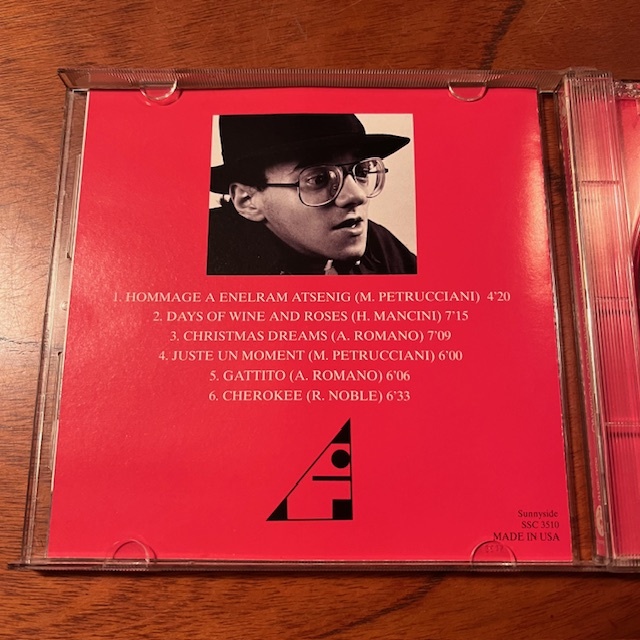 1. HOMMAGE A ENELRAM ATSENIG (M. PETRUCCIANI) 4'20
2. DAYS OF WINE AND ROSES (H. MANCINI) 7'15
3. CHRISTMAS DREAMS (A. ROMANO) 7'09
4. JUSTE UN MOMENT (M. PETRUCCIANI) 6'00
5. GATTITO (A. ROMANO) 6'06
6. CHEROKEE (R. NOBLE) 6'33
Sunnyside
SSC 3510
MADE IN USA